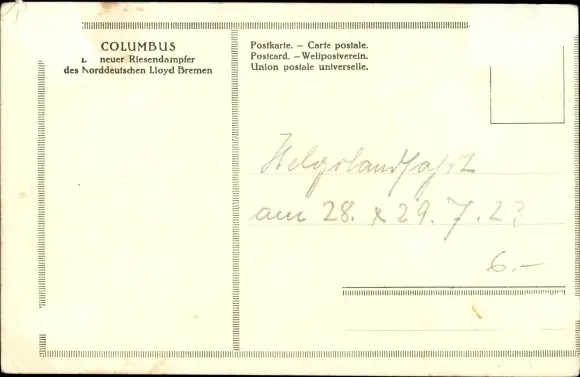 COLUMBUS
1. neuer Riesendampfer
des Norddeutschen Lloyd Bremen
Postkarte. – Carte postale.
Postcard. – Weltpostverein.
Union postale universelle.
Helgolandfahrt
am 28. x 29. 7. 23
6.–